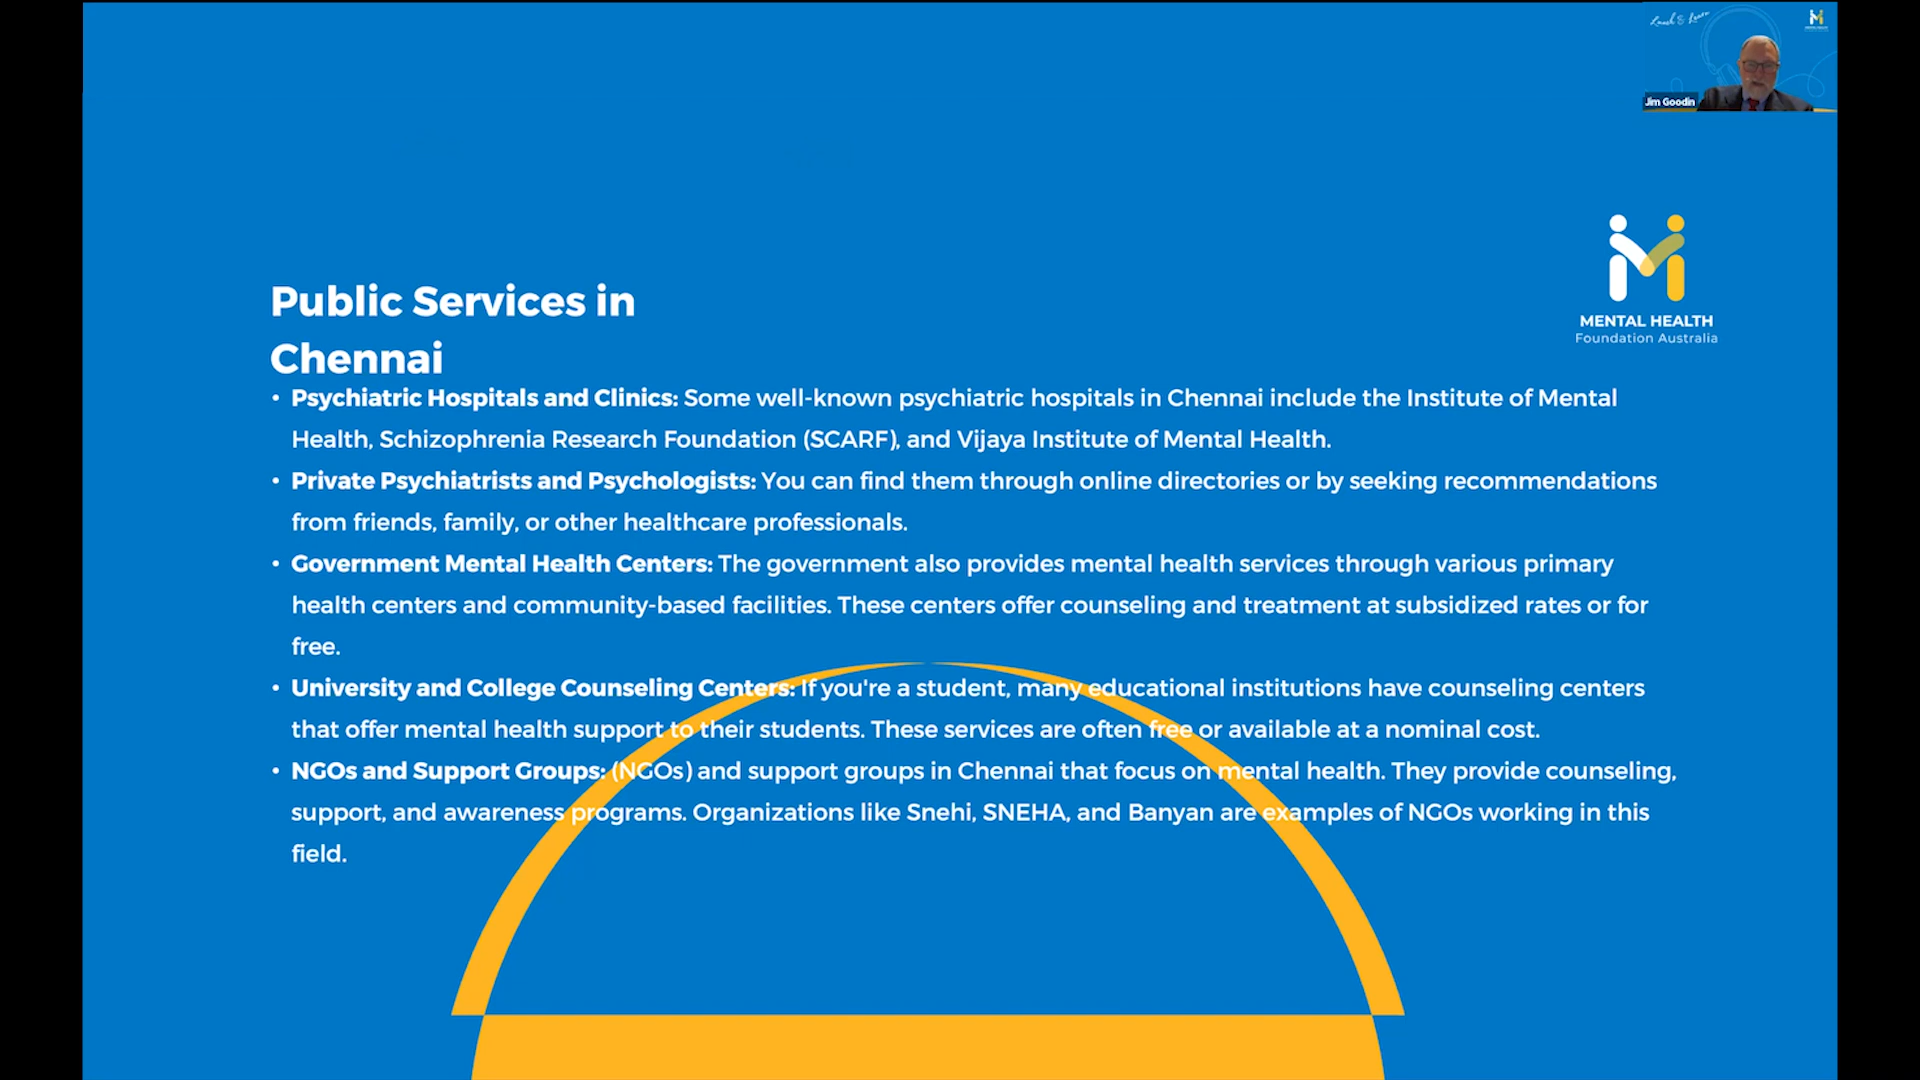 Lunch & Learn
Jim Goodin
MENTAL HEALTH
Foundation Australia
Public Services in
Chennai
• Psychiatric Hospitals and Clinics: Some well-known psychiatric hospitals in Chennai include the Institute of Mental
Health, Schizophrenia Research Foundation (SCARF), and Vijaya Institute of Mental Health.
• Private Psychiatrists and Psychologists: You can find them through online directories or by seeking recommendations
from friends, family, or other healthcare professionals.
• Government Mental Health Centers: The government also provides mental health services through various primary
health centers and community-based facilities. These centers offer counseling and treatment at subsidized rates or for
free.
• University and College Counseling Centers: If you're a student, many educational institutions have counseling centers
that offer mental health support to their students. These services are often free or available at a nominal cost.
• NGOs and Support Groups: (NGOs) and support groups in Chennai that focus on mental health. They provide counseling,
support, and awareness programs. Organizations like Snehi, SNEHA, and Banyan are examples of NGOs working in this
field.